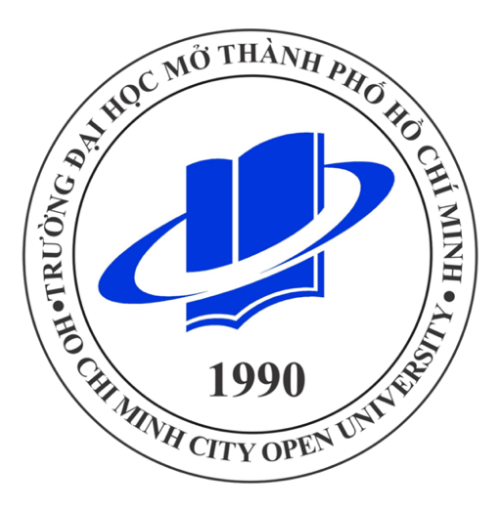 TRƯỜNG ĐẠI HỌC MỞ THÀNH PHỐ HỒ CHÍ MINH
1990
•HO CHI MINH CITY OPEN UNIVERSITY•